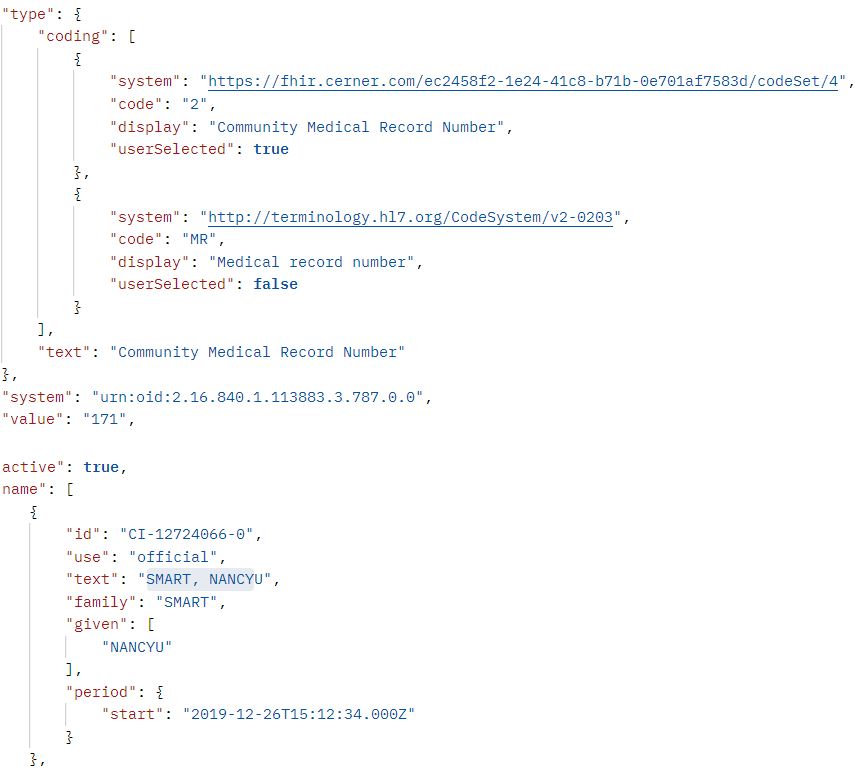 "type": {
    "coding": [
        {
            "system": "https://fhir.cerner.com/ec2458f2-1e24-41c8-b71b-0e701af7583d/codeSet/4",
            "code": "2",
            "display": "Community Medical Record Number",
            "userSelected": true
        },
        {
            "system": "http://terminology.hl7.org/CodeSystem/v2-0203",
            "code": "MR",
            "display": "Medical record number",
            "userSelected": false
        }
    ],
    "text": "Community Medical Record Number"
},
"system": "urn:oid:2.16.840.1.113883.3.787.0.0",
"value": "171",
active": true,
name": [
    {
        "id": "CI-12724066-0",
        "use": "official",
        "text": "SMART, NANCYU",
        "family": "SMART",
        "given": [
            "NANCYU"
        ],
        "period": {
            "start": "2019-12-26T15:12:34.000Z"
        }
    },